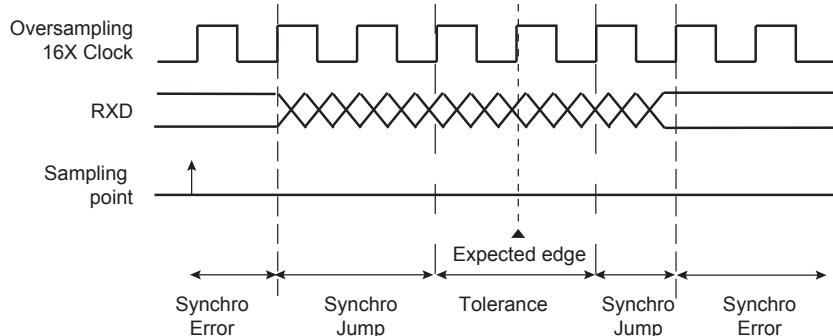 Oversampling
16X Clock
RXD
Sampling
point
Expected edge
Synchro
Error
Synchro
Jump
Tolerance
Synchro
Jump
Synchro
Error